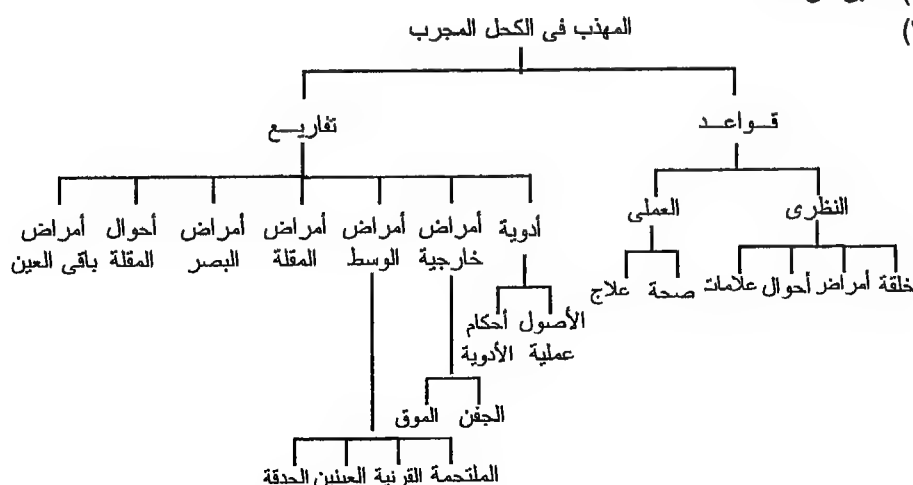 المهذب فى الكحل المجرب
قواعد
تفاريع
النظرى
العملى
خلقة
أمراض
أحوال
علامات
صحة
علاج
أدوية
أمراض خارجية
أمراض الوسط
أمراض المقلة
أمراض البصر
أحوال المقلة
أمراض باقى العين
الأصول عملية
أحكام الأدوية
الجفن
الموق
الملتحمة
القرنية
العينين
الحدقة